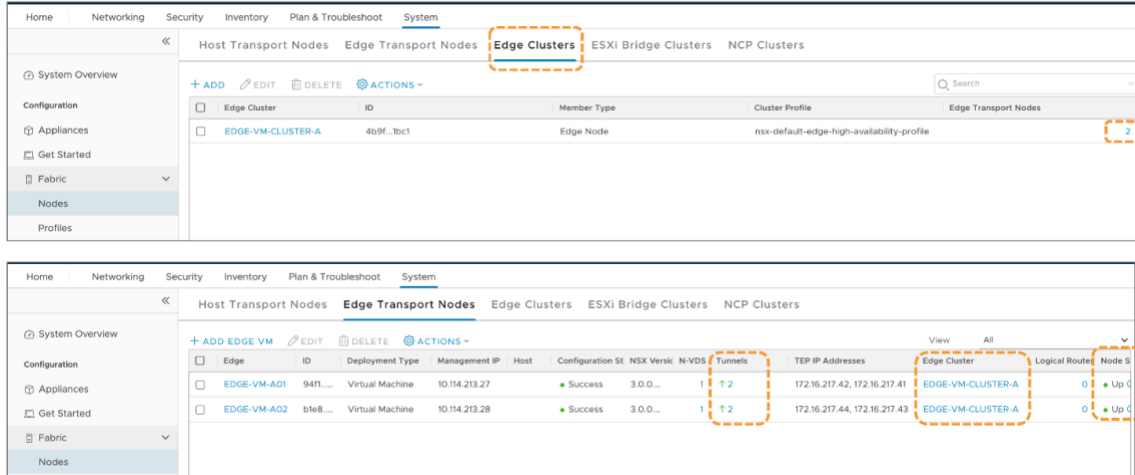 Home Networking Security Inventory Plan & Troubleshoot System
Host Transport Nodes Edge Transport Nodes Edge Clusters ESXi Bridge Clusters NCP Clusters
System Overview
+ ADD EDIT DELETE ACTIONS Search
Configuration
Edge Cluster ID Member Type Cluster Profile Edge Transport Nodes
Appliances
EDGE-VM-CLUSTER-A 4b9f...1bc1 Edge Node nsx-default-edge-high-availability-profile 2
Get Started
Fabric
Nodes
Profiles
Home Networking Security Inventory Plan & Troubleshoot System
Host Transport Nodes Edge Transport Nodes Edge Clusters ESXi Bridge Clusters NCP Clusters
System Overview
+ ADD EDGE VM EDIT DELETE ACTIONS View All
Configuration
Edge ID Deployment Type Management IP Host Configuration St NSX Versic N-VDS Tunnels TEP IP Addresses Edge Cluster Logical Route Node S
Appliances
EDGE-VM-A01 94f1.... Virtual Machine 10.114.213.27 Success 3.0.0... 1 2 172.16.217.42, 172.16.217.41 EDGE-VM-CLUSTER-A 0 Up
Get Started
EDGE-VM-A02 b1e8.... Virtual Machine 10.114.213.28 Success 3.0.0... 1 2 172.16.217.44, 172.16.217.43 EDGE-VM-CLUSTER-A 0 Up
Fabric
Nodes